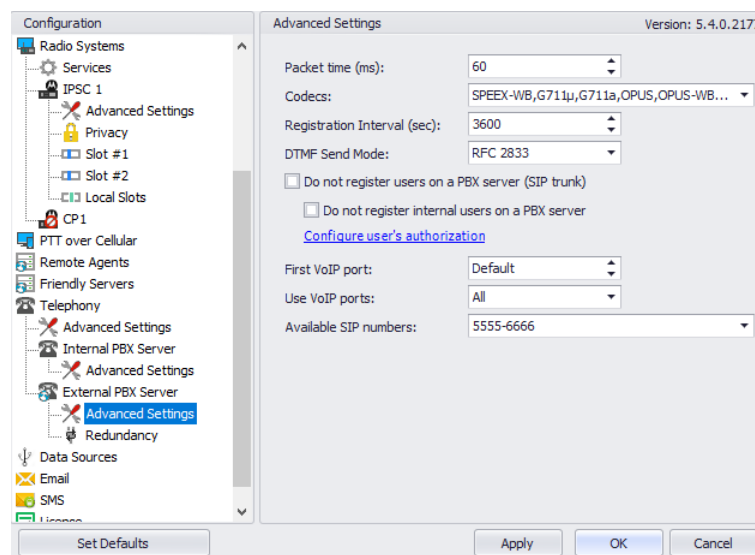 Configuration
Radio Systems
Services
IPSC 1
Advanced Settings
Privacy
Slot #1
Slot #2
Local Slots
CP1
PTT over Cellular
Remote Agents
Friendly Servers
Telephony
Advanced Settings
Internal PBX Server
Advanced Settings
External PBX Server
Advanced Settings
Redundancy
Data Sources
Email
SMS
License
Set Defaults
Advanced Settings Version: 5.4.0.217
Packet time (ms): 60
Codecs: SPEEX-WB,G711µ,G711a,OPUS,OPUS-WB...
Registration Interval (sec): 3600
DTMF Send Mode: RFC 2833
Do not register users on a PBX server (SIP trunk)
Do not register internal users on a PBX server
Configure user's authorization
First VoIP port: Default
Use VoIP ports: All
Available SIP numbers: 5555-6666
Apply OK Cancel